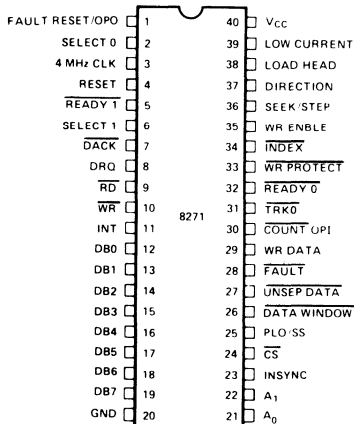 FAULT RESET/OPO 1
SELECT 0 2
4 MHz CLK 3
RESET 4
READY 1 5
SELECT 1 6
DACK 7
DRQ 8
RD 9
WR 10
INT 11
DB0 12
DB1 13
DB2 14
DB3 15
DB4 16
DB5 17
DB6 18
DB7 19
GND 20
8271
40 VCC
39 LOW CURRENT
38 LOAD HEAD
37 DIRECTION
36 SEEK/STEP
35 WR ENBLE
34 INDEX
33 WR PROTECT
32 READY 0
31 TRK0
30 COUNT OPI
29 WR DATA
28 FAULT
27 UNSEP DATA
26 DATA WINDOW
25 PLO/SS
24 CS
23 INSYNC
22 A1
21 A0